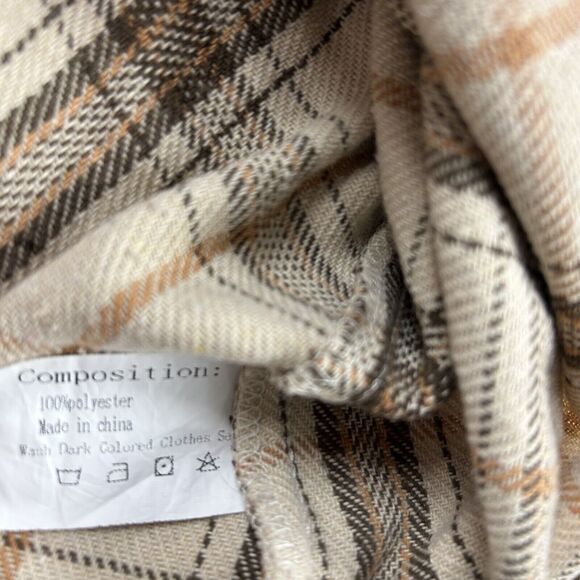 Composition:
100%polyester
Made in china
Wash Dark Colored Clothes Se